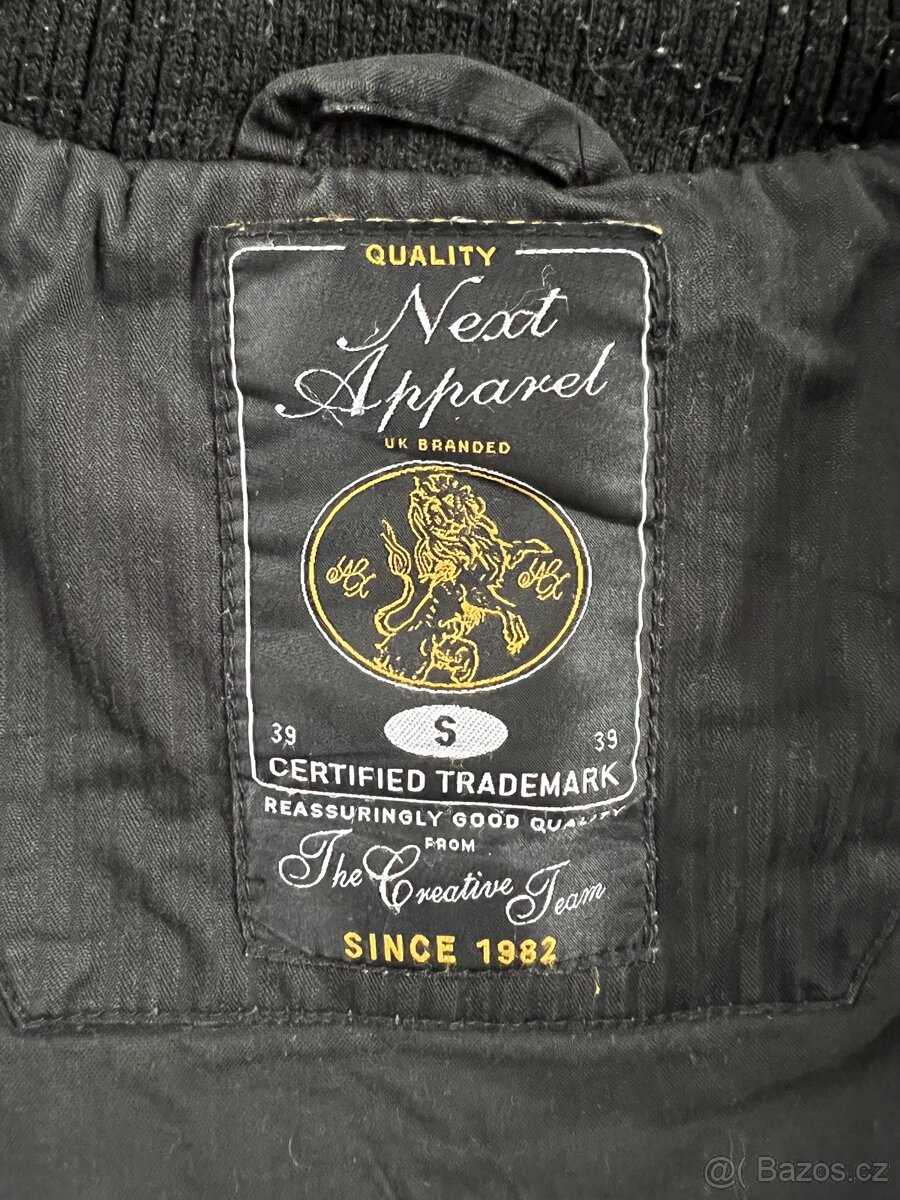 QUALITY
Next
Apparel
UK BRANDED
S
39 39
CERTIFIED TRADEMARK
REASSURINGLY GOOD QUALITY
FROM
The Creative Team
SINCE 1982
@( Bazos.cz